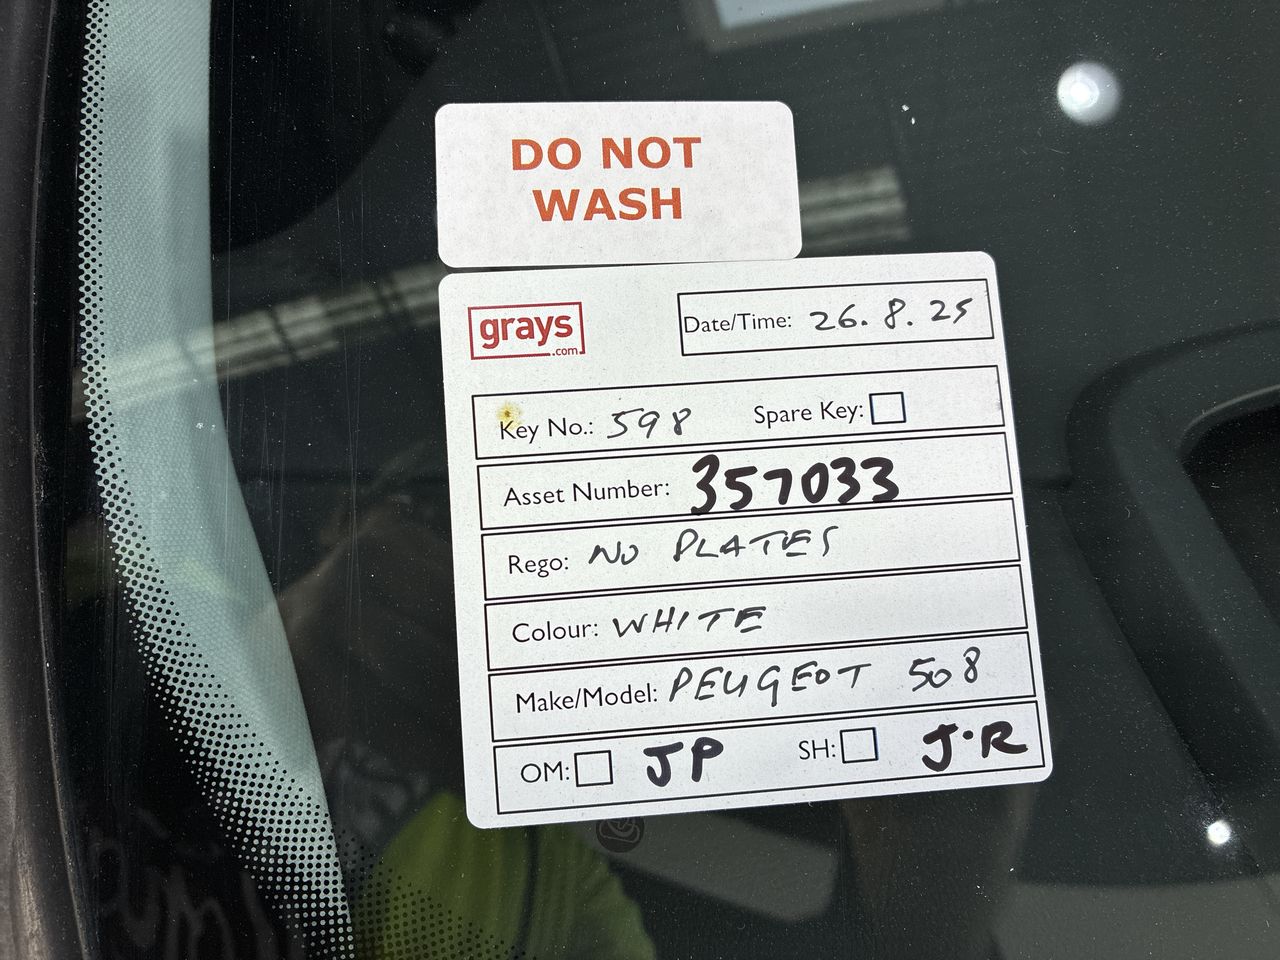 DO NOT
WASH
grays
.com
Date/Time: 26.8.25
Key No.: 598 Spare Key:
Asset Number: 357033
Rego: NO PLATES
Colour: WHITE
Make/Model: PEUGEOT 508
OM: JP SH: J.R